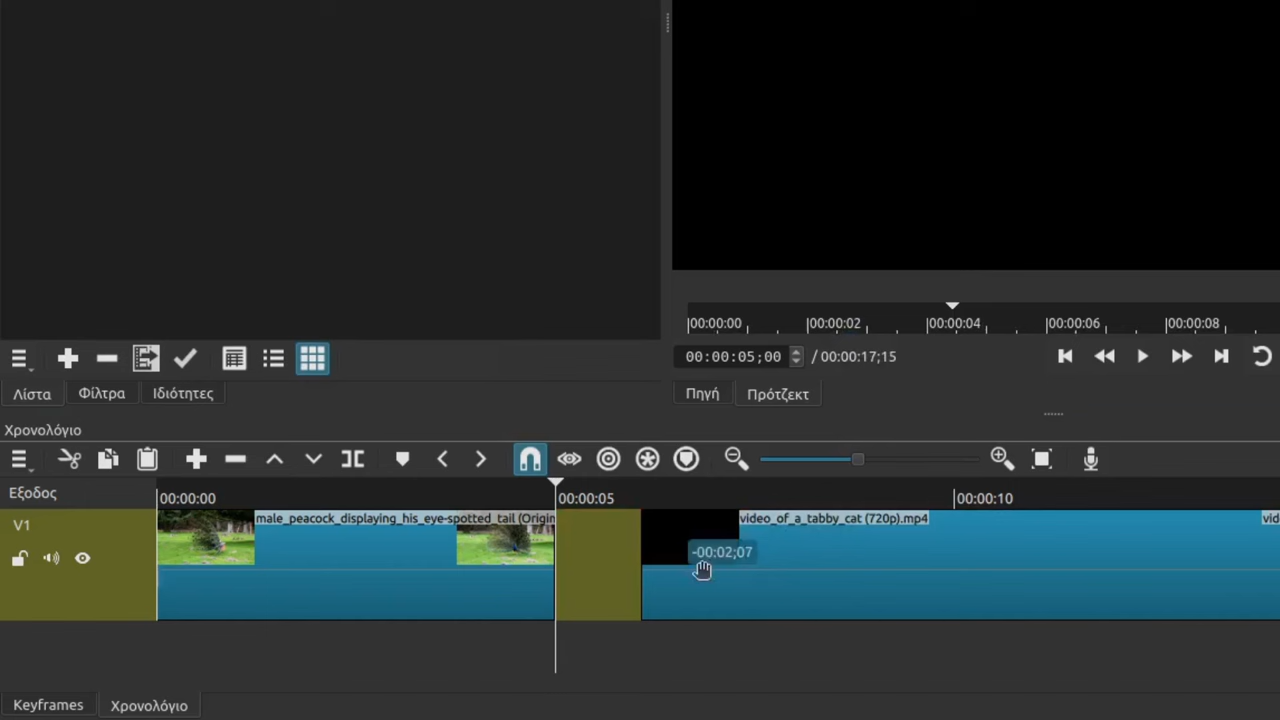 00:00:00 00:00:02 00:00:04 00:00:06 00:00:08
00:00:05;00 / 00:00:17;15
Λίστα Φίλτρα Ιδιότητες
Πηγή Πρότζεκτ
Χρονολόγιο
Εξοδος 00:00:00 00:00:05 00:00:10
V1
male_peacock_displaying_his_eye-spotted_tail (Origin
video_of_a_tabby_cat (720p).mp4
vid
-00:02;07
Keyframes Χρονολόγιο